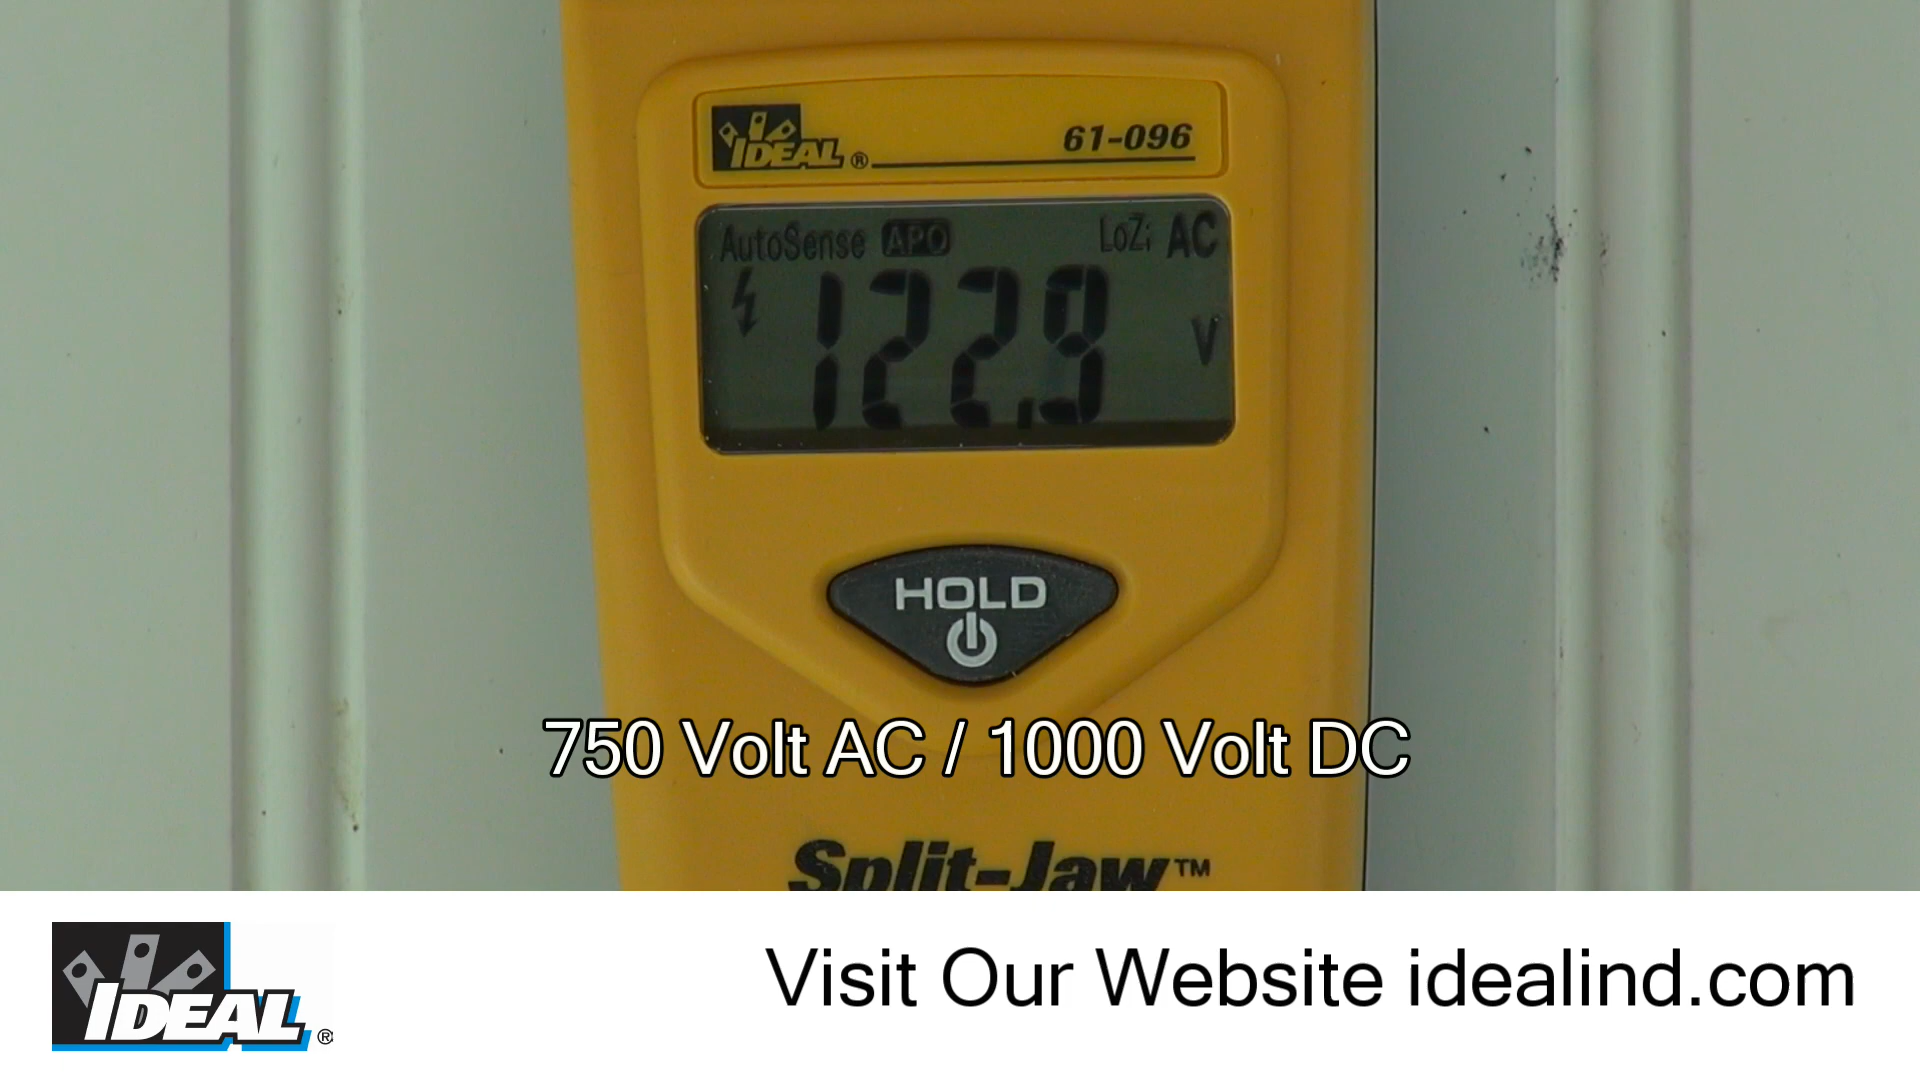 IDEAL® 61-096
AutoSense APO LoZi AC
122.9 V
HOLD
750 Volt AC / 1000 Volt DC
Split-Jaw™
IDEAL®
Visit Our Website idealind.com